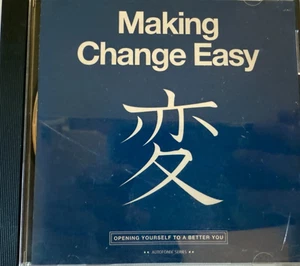 Making
Change Easy
変
OPENING YOURSELF TO A BETTER YOU